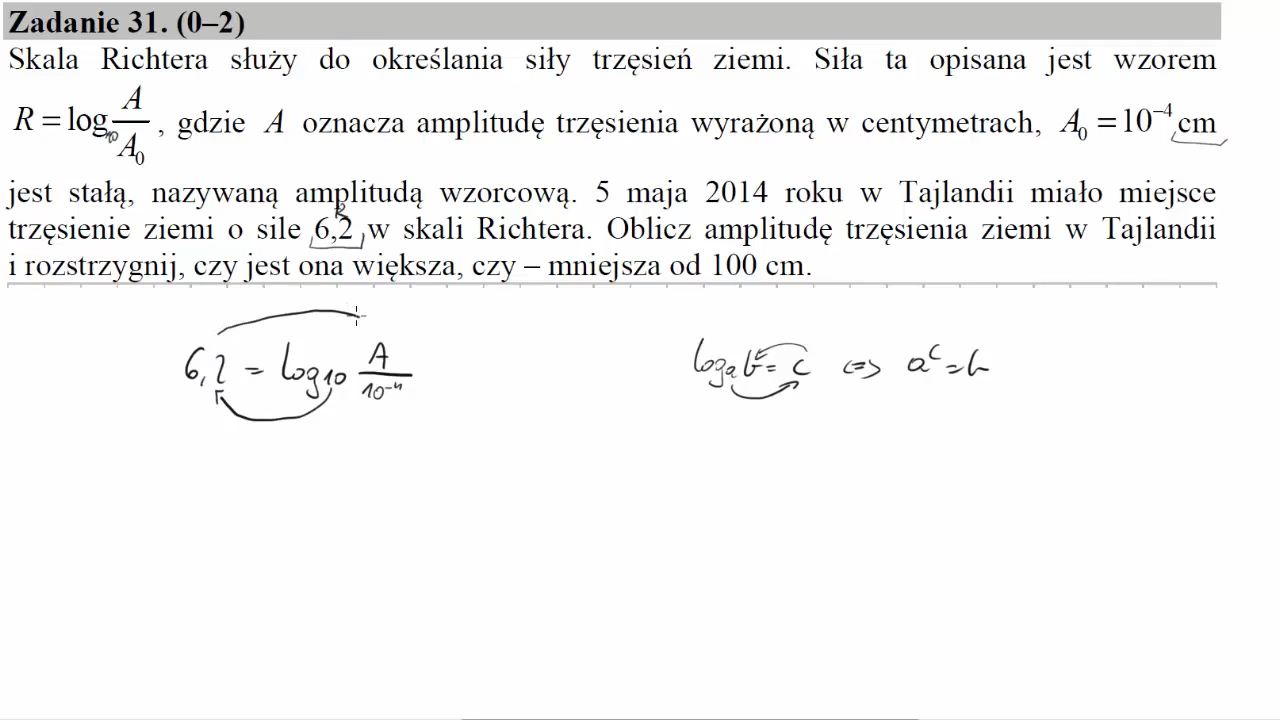 Zadanie 31. (0–2)
Skala Richtera służy do określania siły trzęsień ziemi. Siła ta opisana jest wzorem
R = log₁₀ A/A₀ , gdzie A oznacza amplitudę trzęsienia wyrażoną w centymetrach, A₀ = 10⁻⁴ cm
jest stałą, nazywaną amplitudą wzorcową. 5 maja 2014 roku w Tajlandii miało miejsce
R
trzęsienie ziemi o sile 6,2 w skali Richtera. Oblicz amplitudę trzęsienia ziemi w Tajlandii
i rozstrzygnij, czy jest ona większa, czy – mniejsza od 100 cm.
6,2 = log₁₀ A/10⁻⁴
logₐb = c ⇔ aᶜ = b